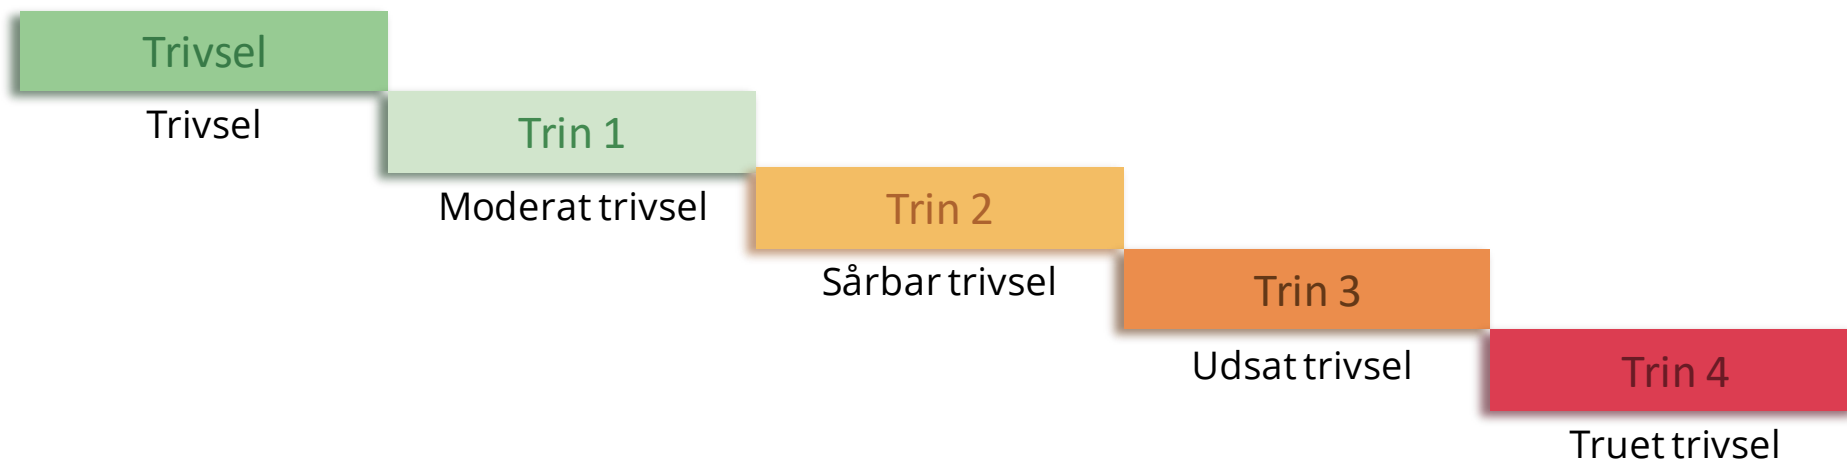 Trivsel
Trivsel
Trin 1
Moderat trivsel
Trin 2
Sårbar trivsel
Trin 3
Udsat trivsel
Trin 4
Truet trivsel